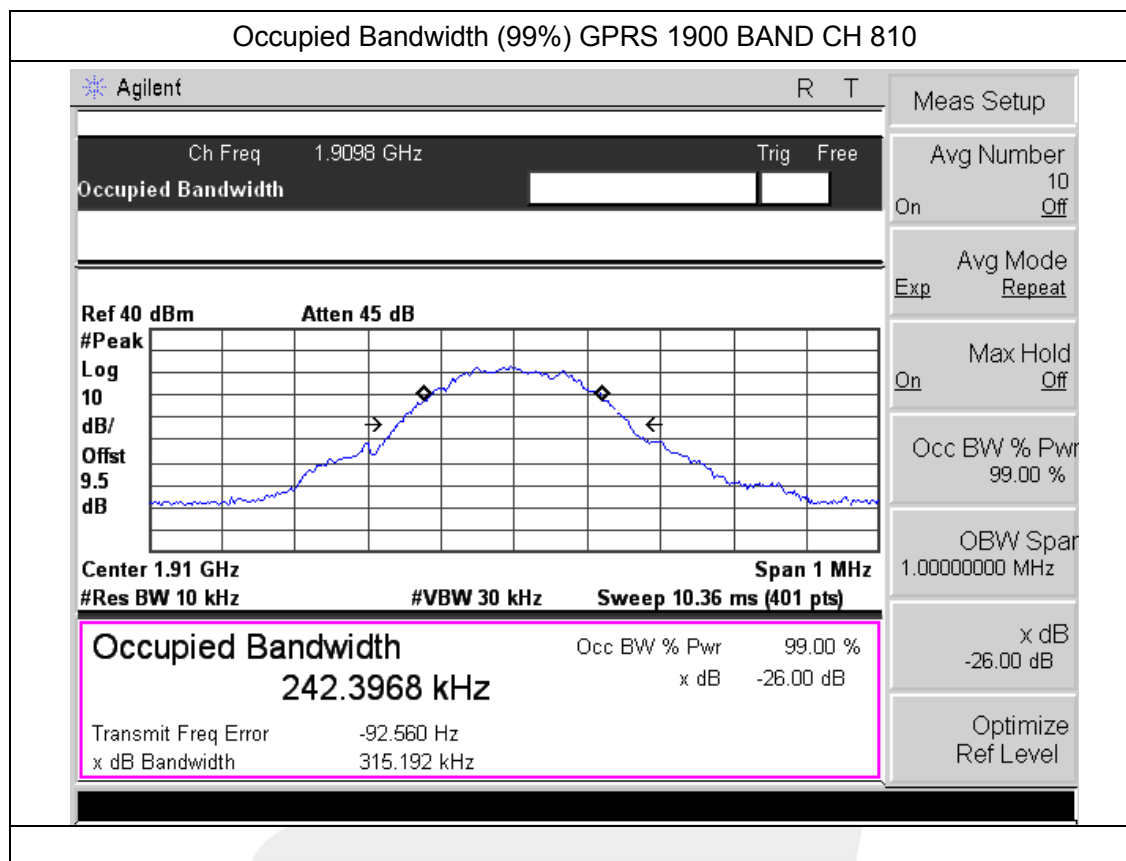 Occupied Bandwidth (99%) GPRS 1900 BAND CH 810
Agilent R T
Ch Freq 1.9098 GHz Trig Free
Occupied Bandwidth
Ref 40 dBm Atten 45 dB
#Peak
Log
10
dB/
Offst
9.5
dB
Center 1.91 GHz Span 1 MHz
#Res BW 10 kHz #VBW 30 kHz Sweep 10.36 ms (401 pts)
Occupied Bandwidth
242.3968 kHz
Occ BW % Pwr 99.00 %
x dB -26.00 dB
Transmit Freq Error -92.560 Hz
x dB Bandwidth 315.192 kHz
Meas Setup
Avg Number
10
On Off
Avg Mode
Exp Repeat
Max Hold
On Off
Occ BW % Pwr
99.00 %
OBW Span
1.00000000 MHz
x dB
-26.00 dB
Optimize
Ref Level